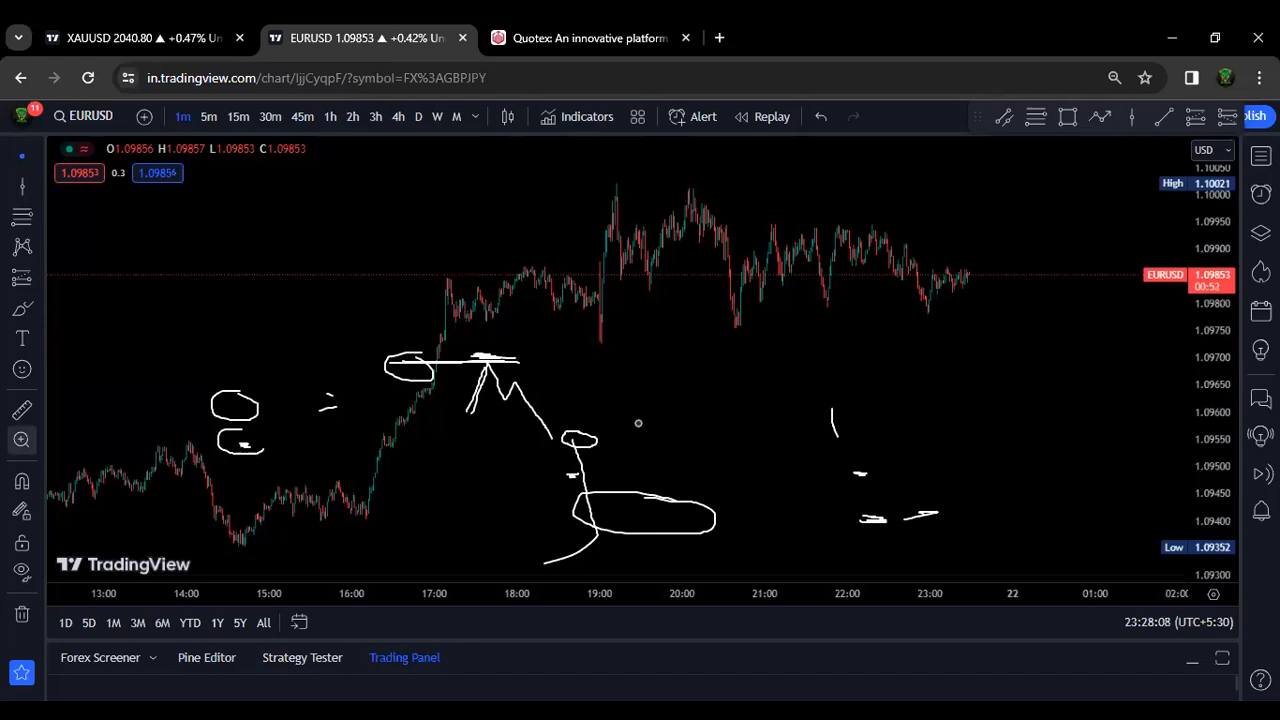 XAUUSD 2040.80 ▲ +0.47% Un
EURUSD 1.09853 ▲ +0.42% Un
Quotex: An innovative platform
in.tradingview.com/chart/ljjCyqpF/?symbol=FX%3AGBPJPY
11
EURUSD
1m 5m 15m 30m 45m 1h 2h 3h 4h D W M
Indicators
Alert
Replay
blish
O1.09856 H1.09857 L1.09853 C1.09853
1.09853 0.3 1.09856
USD
1.10050
High 1.10021
1.10000
1.09950
1.09900
EURUSD 1.09853
00:52
1.09800
1.09750
1.09700
1.09650
1.09600
1.09550
1.09500
1.09450
1.09400
Low 1.09352
1.09300
TradingView
13:00 14:00 15:00 16:00 17:00 18:00 19:00 20:00 21:00 22:00 23:00 22 01:00 02:00
1D 5D 1M 3M 6M YTD 1Y 5Y All
23:28:08 (UTC+5:30)
Forex Screener Pine Editor Strategy Tester Trading Panel